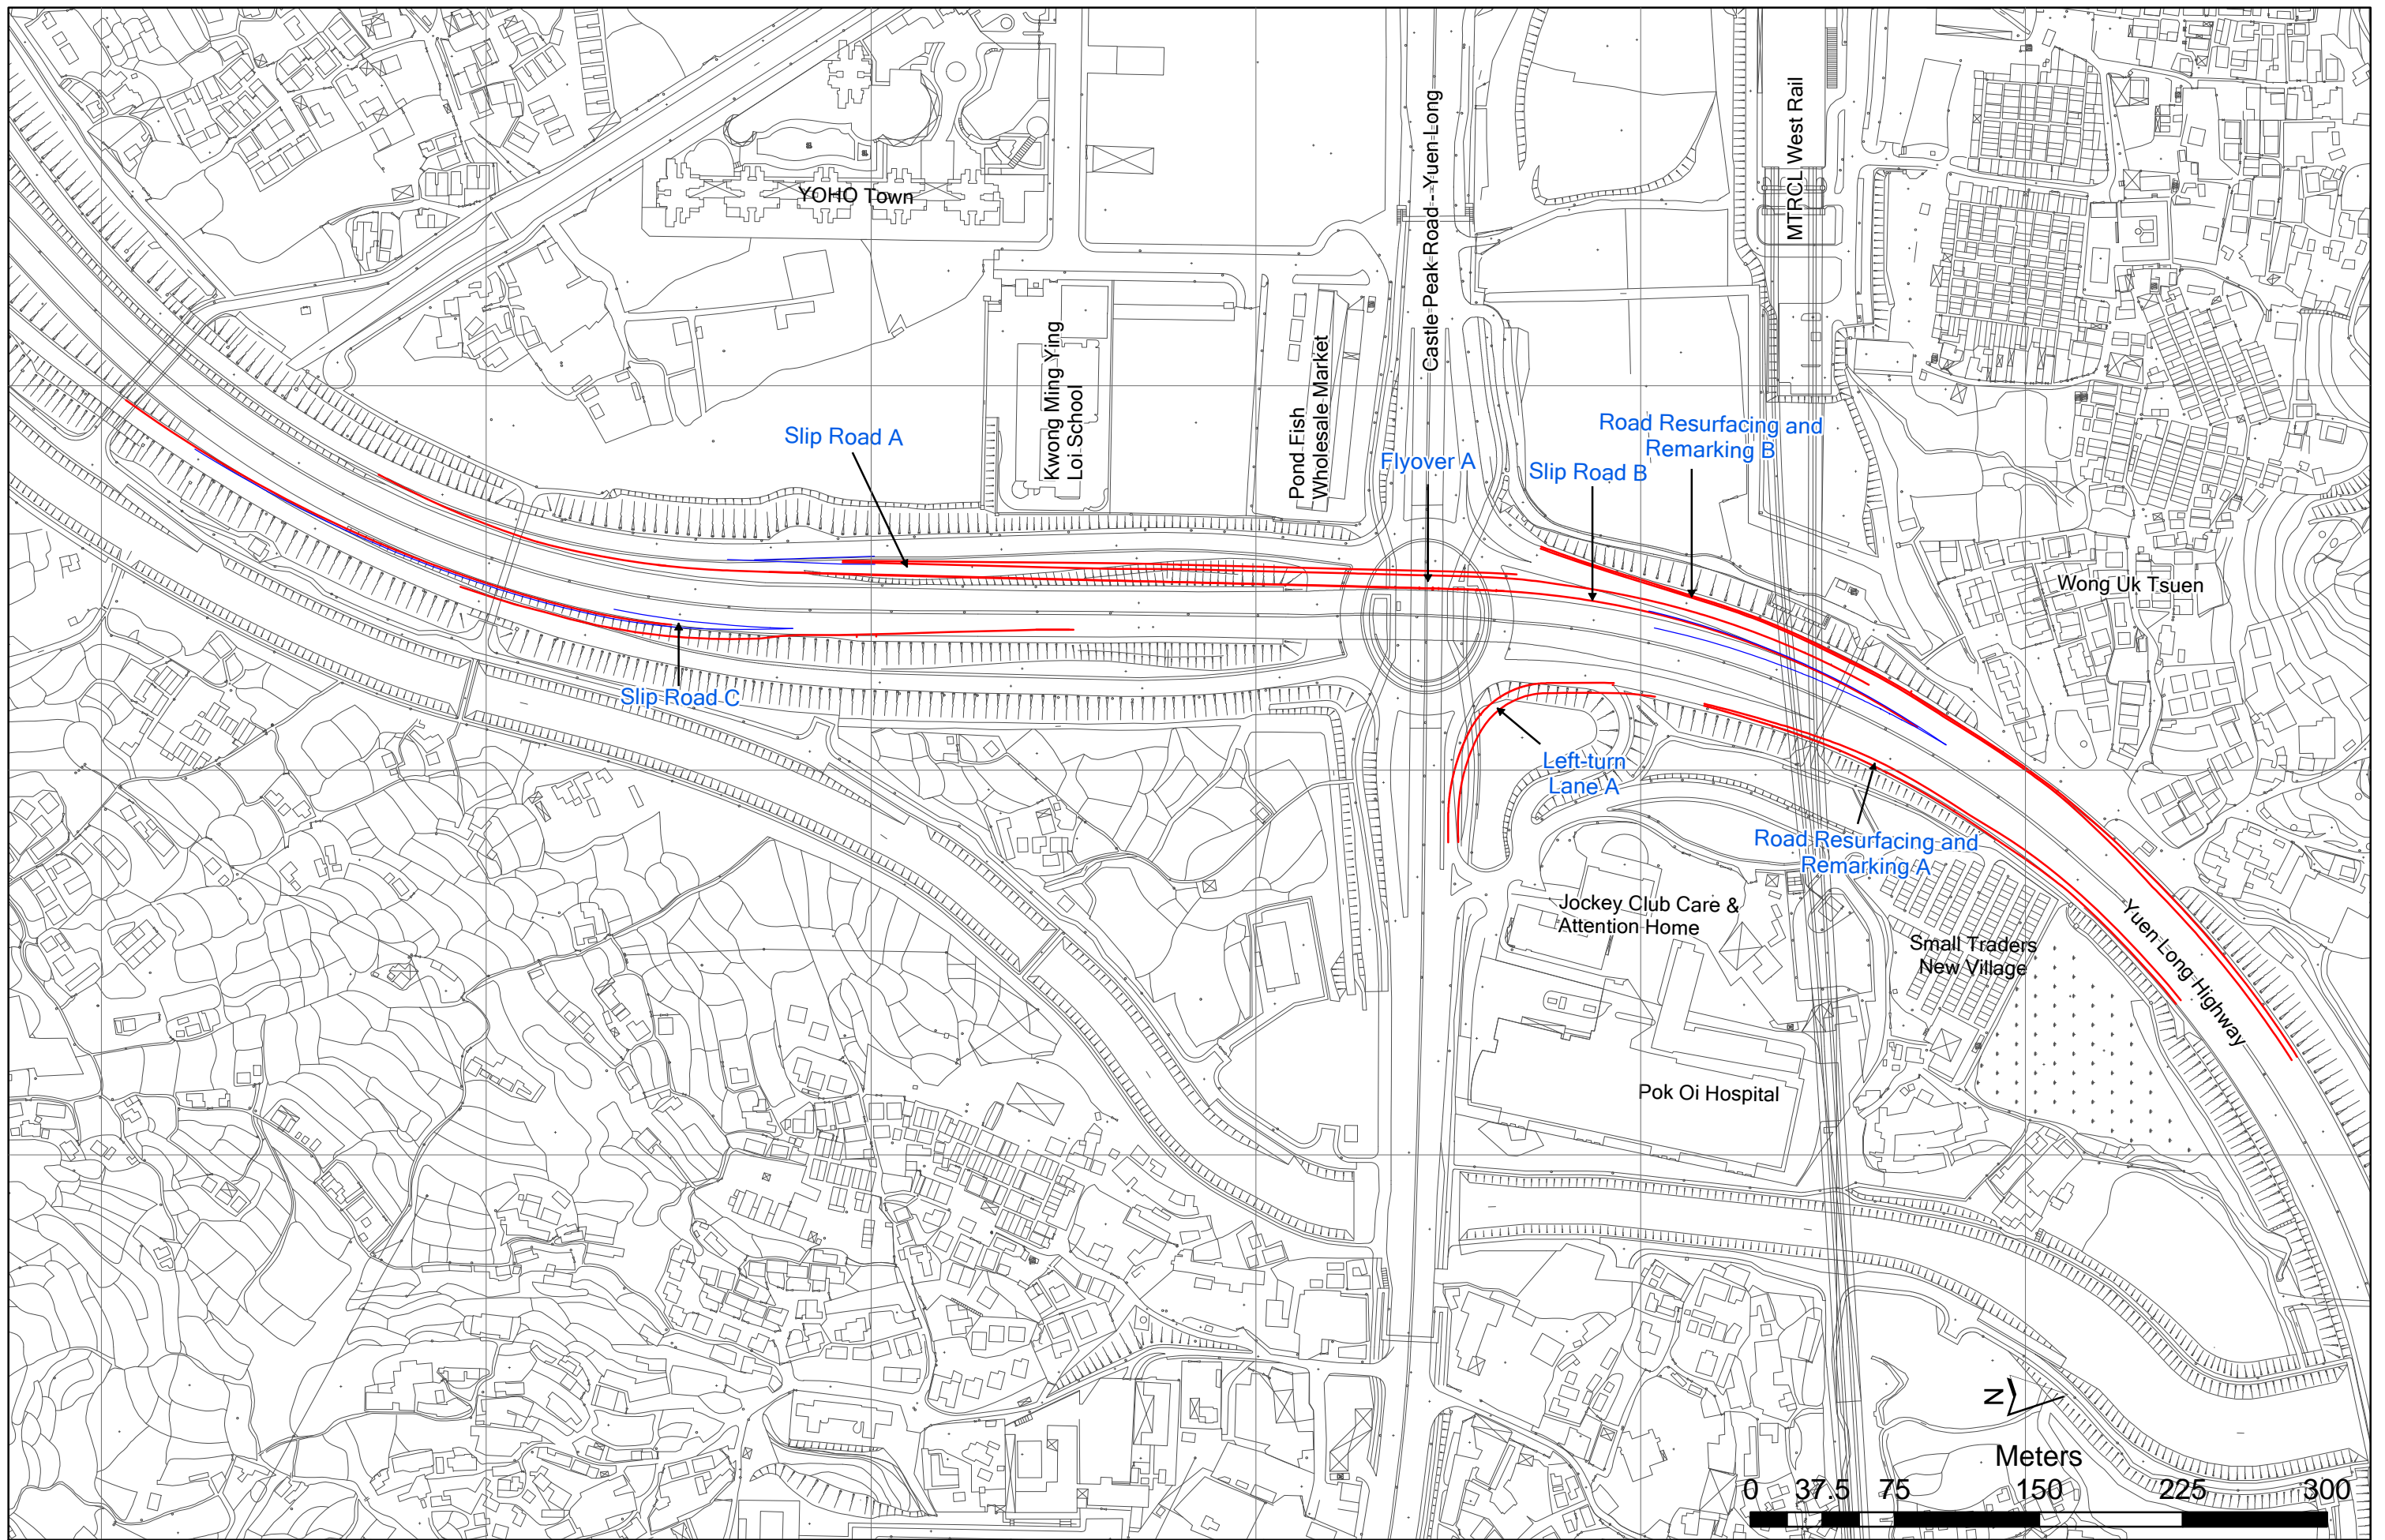 YOHO Town
Castle Peak Road - Yuen Long
MTRCL West Rail
Kwong Ming Ying
Loi School
Pond Fish
Wholesale Market
Slip Road A
Flyover A
Slip Road B
Road Resurfacing and
Remarking B
Wong Uk Tsuen
Slip Road C
Left-turn
Lane A
Road Resurfacing and
Remarking A
Jockey Club Care &
Attention Home
Small Traders
New Village
Yuen Long Highway
Pok Oi Hospital
N
Meters
0 37.5 75 150 225 300